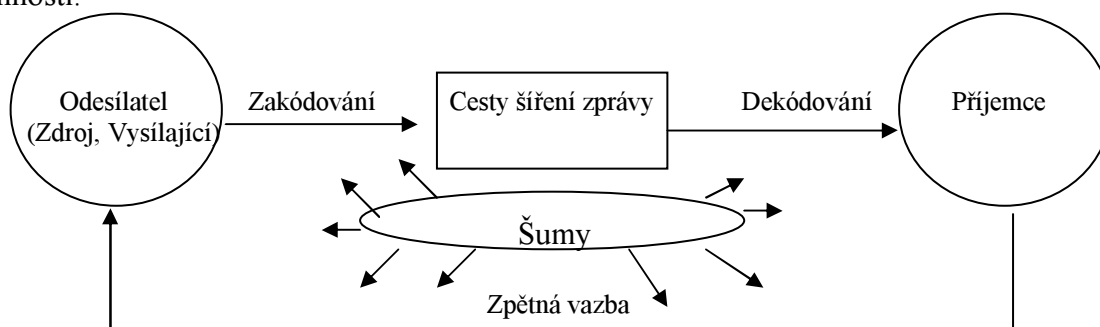 Odesílatel
(Zdroj, Vysílající)
Zakódování
Cesty šíření zprávy
Dekódování
Příjemce
Šumy
Zpětná vazba